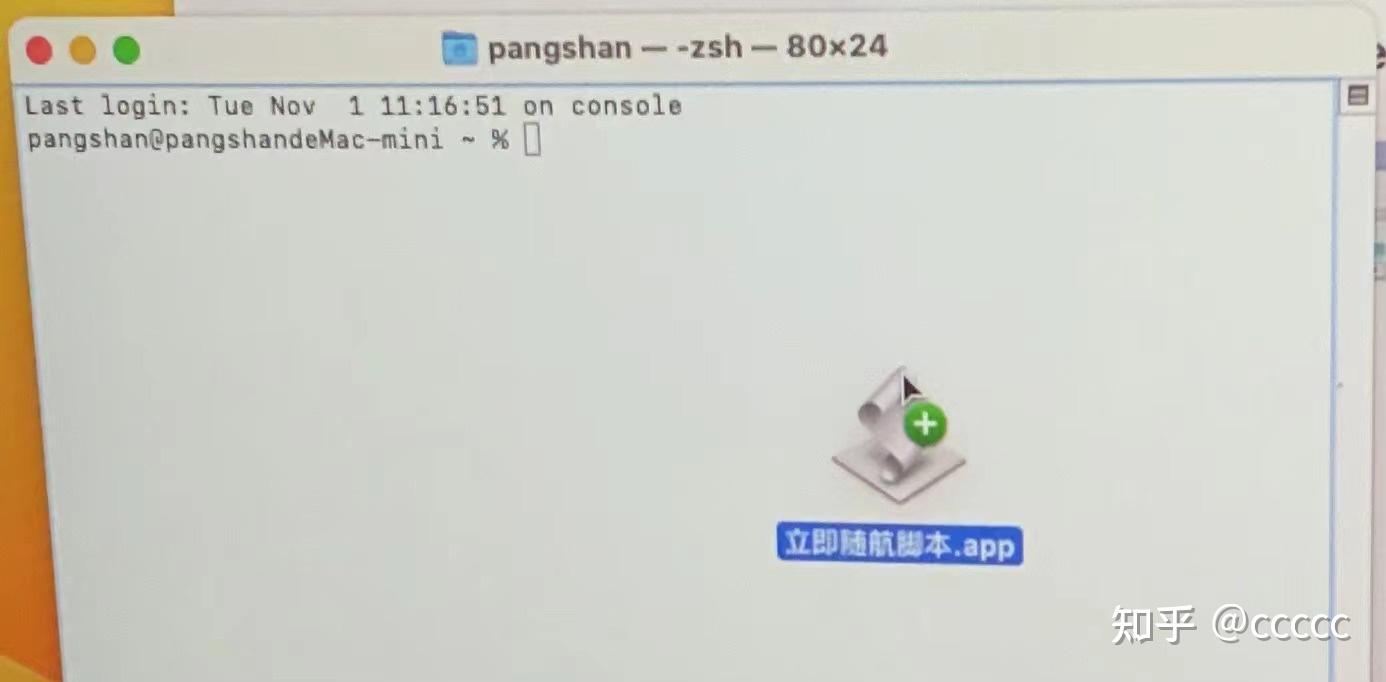 pangshan — -zsh — 80×24
Last login: Tue Nov  1 11:16:51 on console
pangshan@pangshandeMac-mini ~ %
立即随航脚本.app
知乎 @ccccc